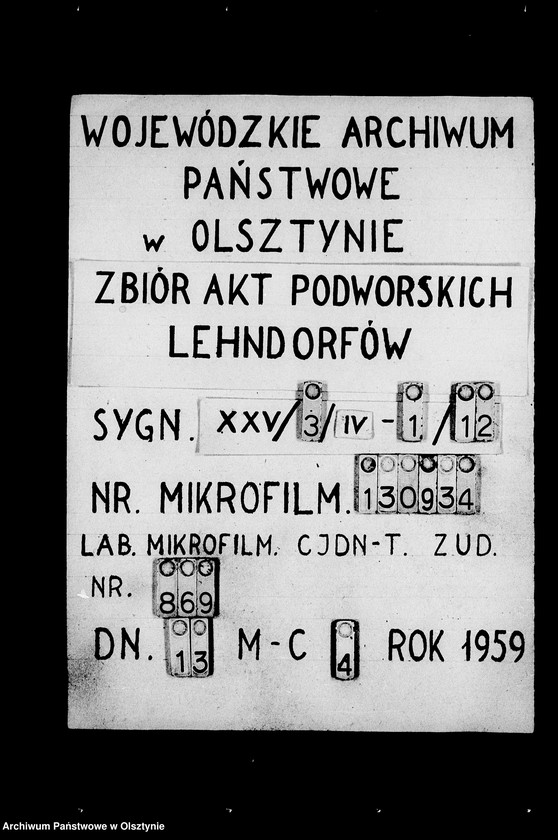 WOJEWÓDZKIE ARCHIWUM
PAŃSTWOWE
w OLSZTYNIE
ZBIÓR AKT PODWORSKICH
LEHNDORFÓW
SYGN. XXV/3/IV-1/12
NR. MIKROFILM. 130934
LAB. MIKROFILM. CJDN-T. ZUD.
NR. 869
DN. 13 M-C 4 ROK 1959
Archiwum Państwowe w Olsztynie